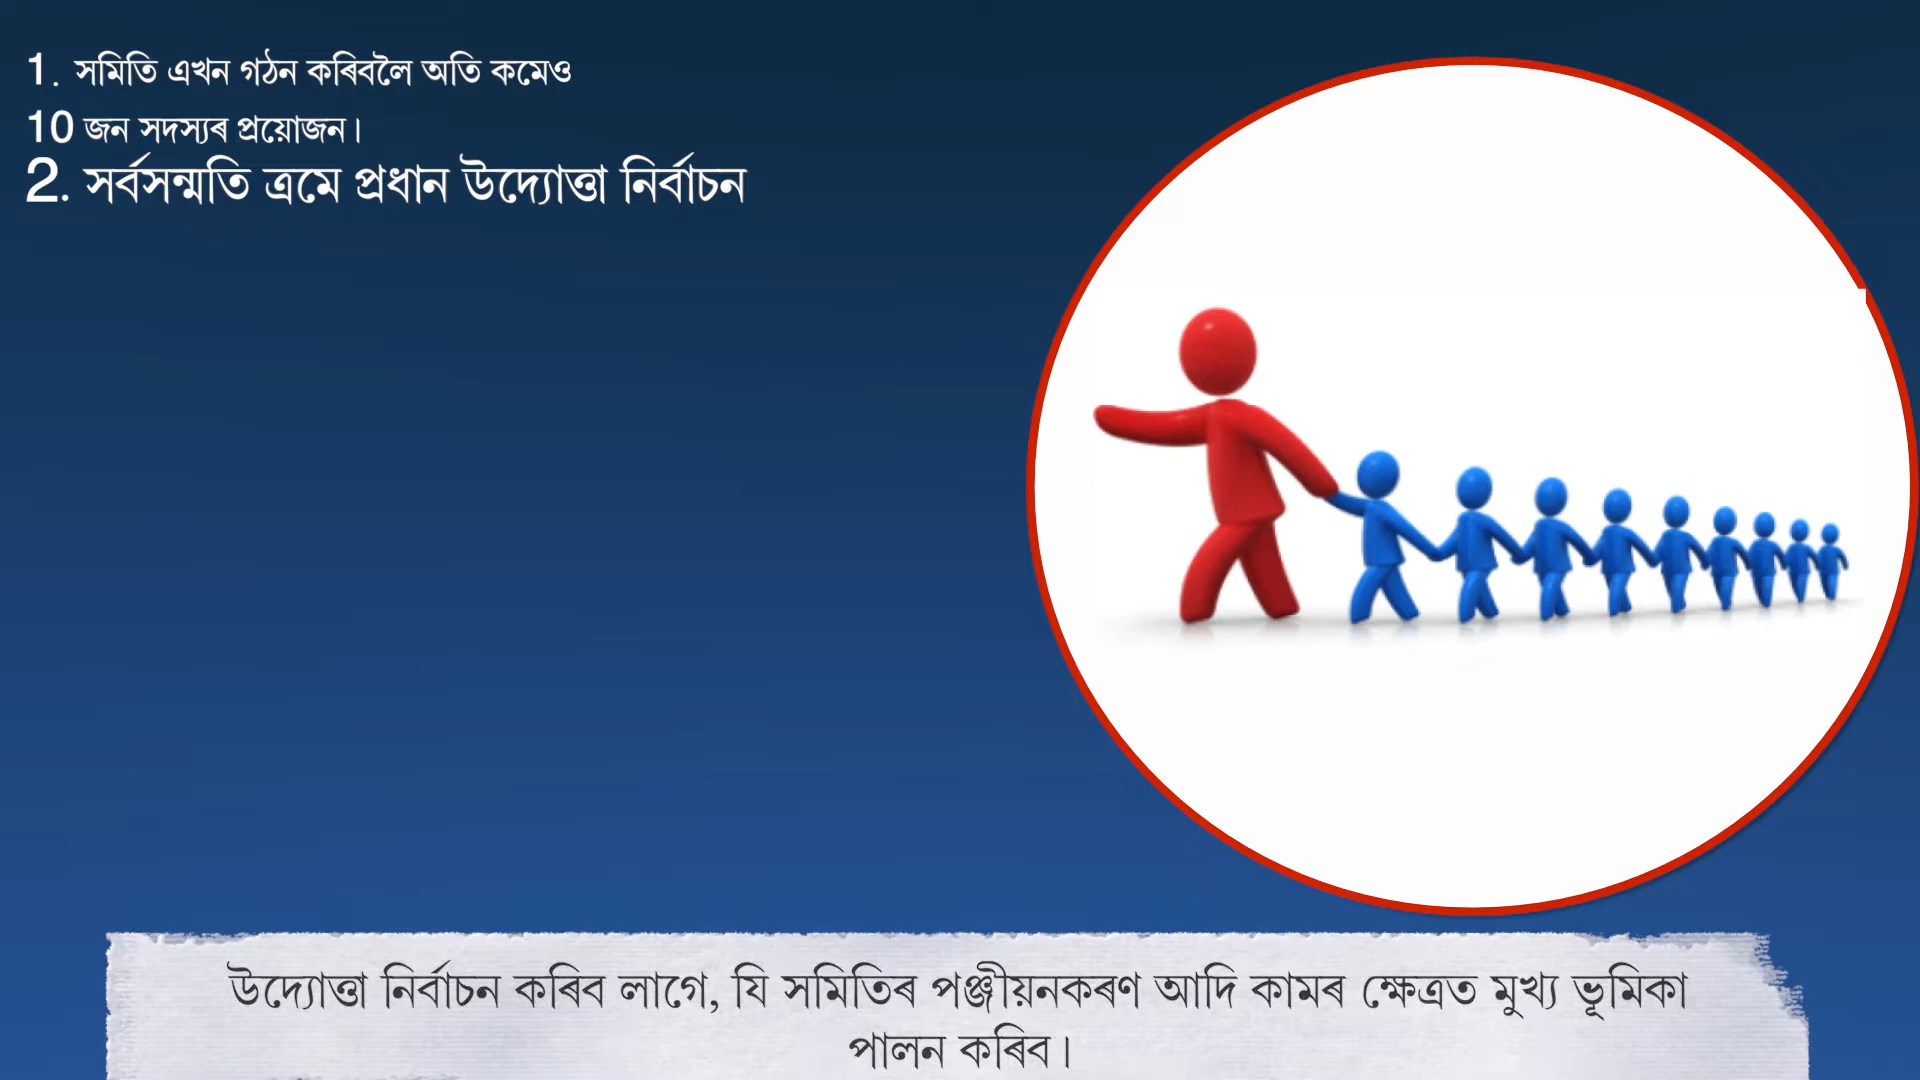 1. সমিতি এখন গঠন কৰিবলৈ অতি কমেও
10 জন সদস্যৰ প্ৰয়োজন।
2. সৰ্বসন্মতি ত্ৰমে প্ৰধান উদ্যোত্তা নিৰ্বাচন
উদ্যোত্তা নিৰ্বাচন কৰিব লাগে, যি সমিতিৰ পঞ্জীয়নকৰণ আদি কামৰ ক্ষেত্ৰত মুখ্য ভূমিকা
পালন কৰিব।